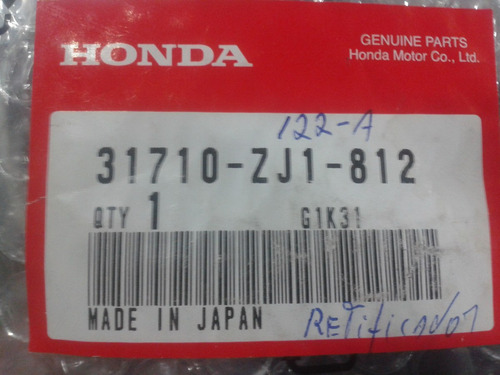 HONDA
GENUINE PARTS
Honda Motor Co., Ltd.
122-A
31710-ZJ1-812
QTY 1 G1K31
MADE IN JAPAN
RETificador